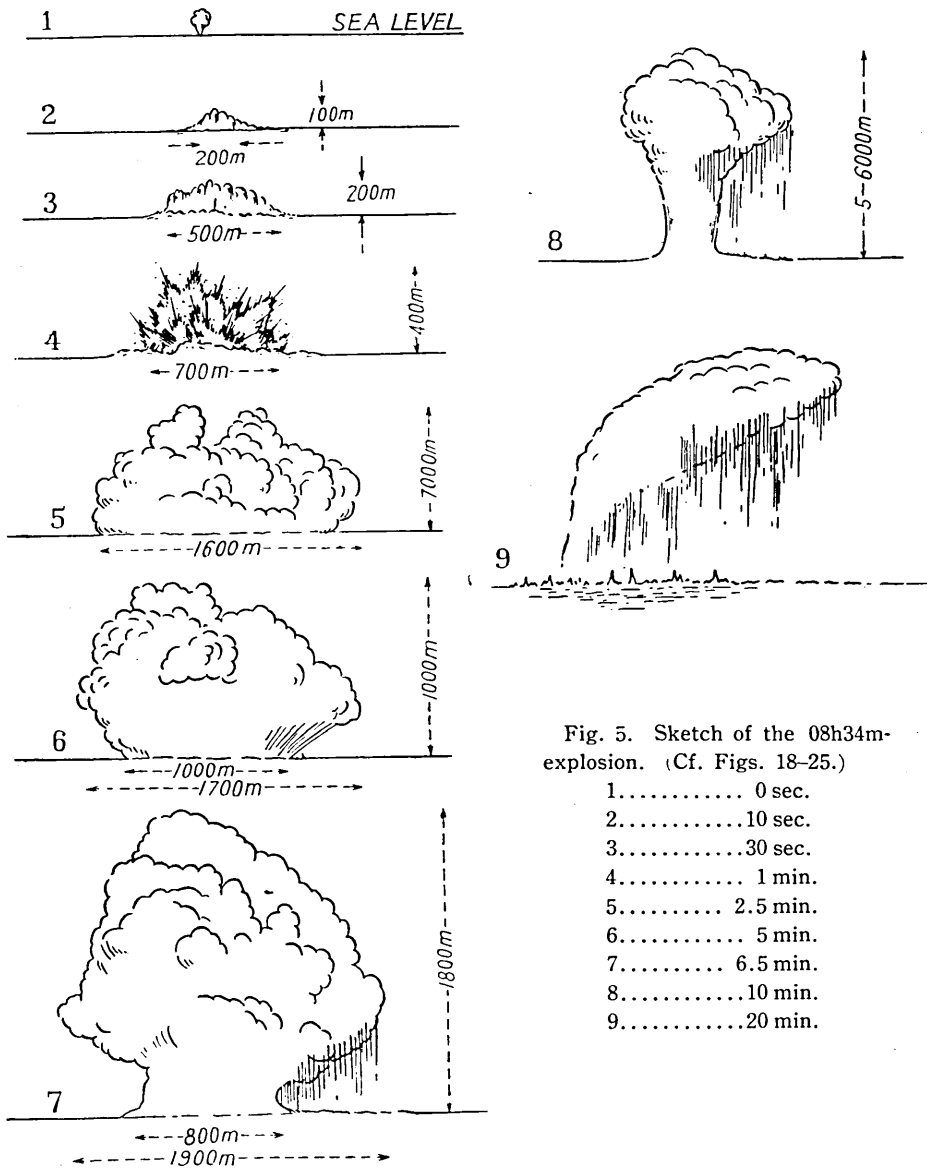 1 SEA LEVEL
2 100m
200m
3 200m
500m
4 400m
700m
5 7000m
1600m
6 1000m
1000m
1700m
7 1800m
800m
1900m
8 5-6000m
9
Fig. 5. Sketch of the 08h34m-
explosion. (Cf. Figs. 18–25.)
1............ 0 sec.
2............10 sec.
3............30 sec.
4............ 1 min.
5.......... 2.5 min.
6............ 5 min.
7.......... 6.5 min.
8............10 min.
9............20 min.